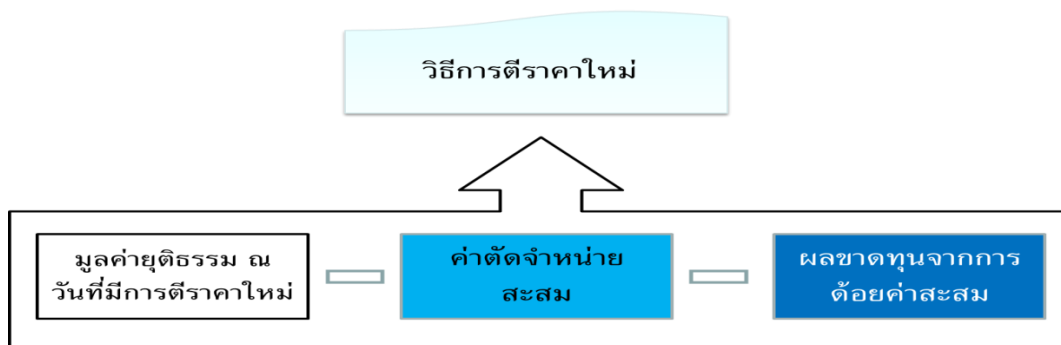 วิธีการตีราคาใหม่
มูลค่ายุติธรรม ณ
วันที่มีการตีราคาใหม่
ค่าตัดจำหน่าย
สะสม
ผลขาดทุนจากการ
ด้อยค่าสะสม